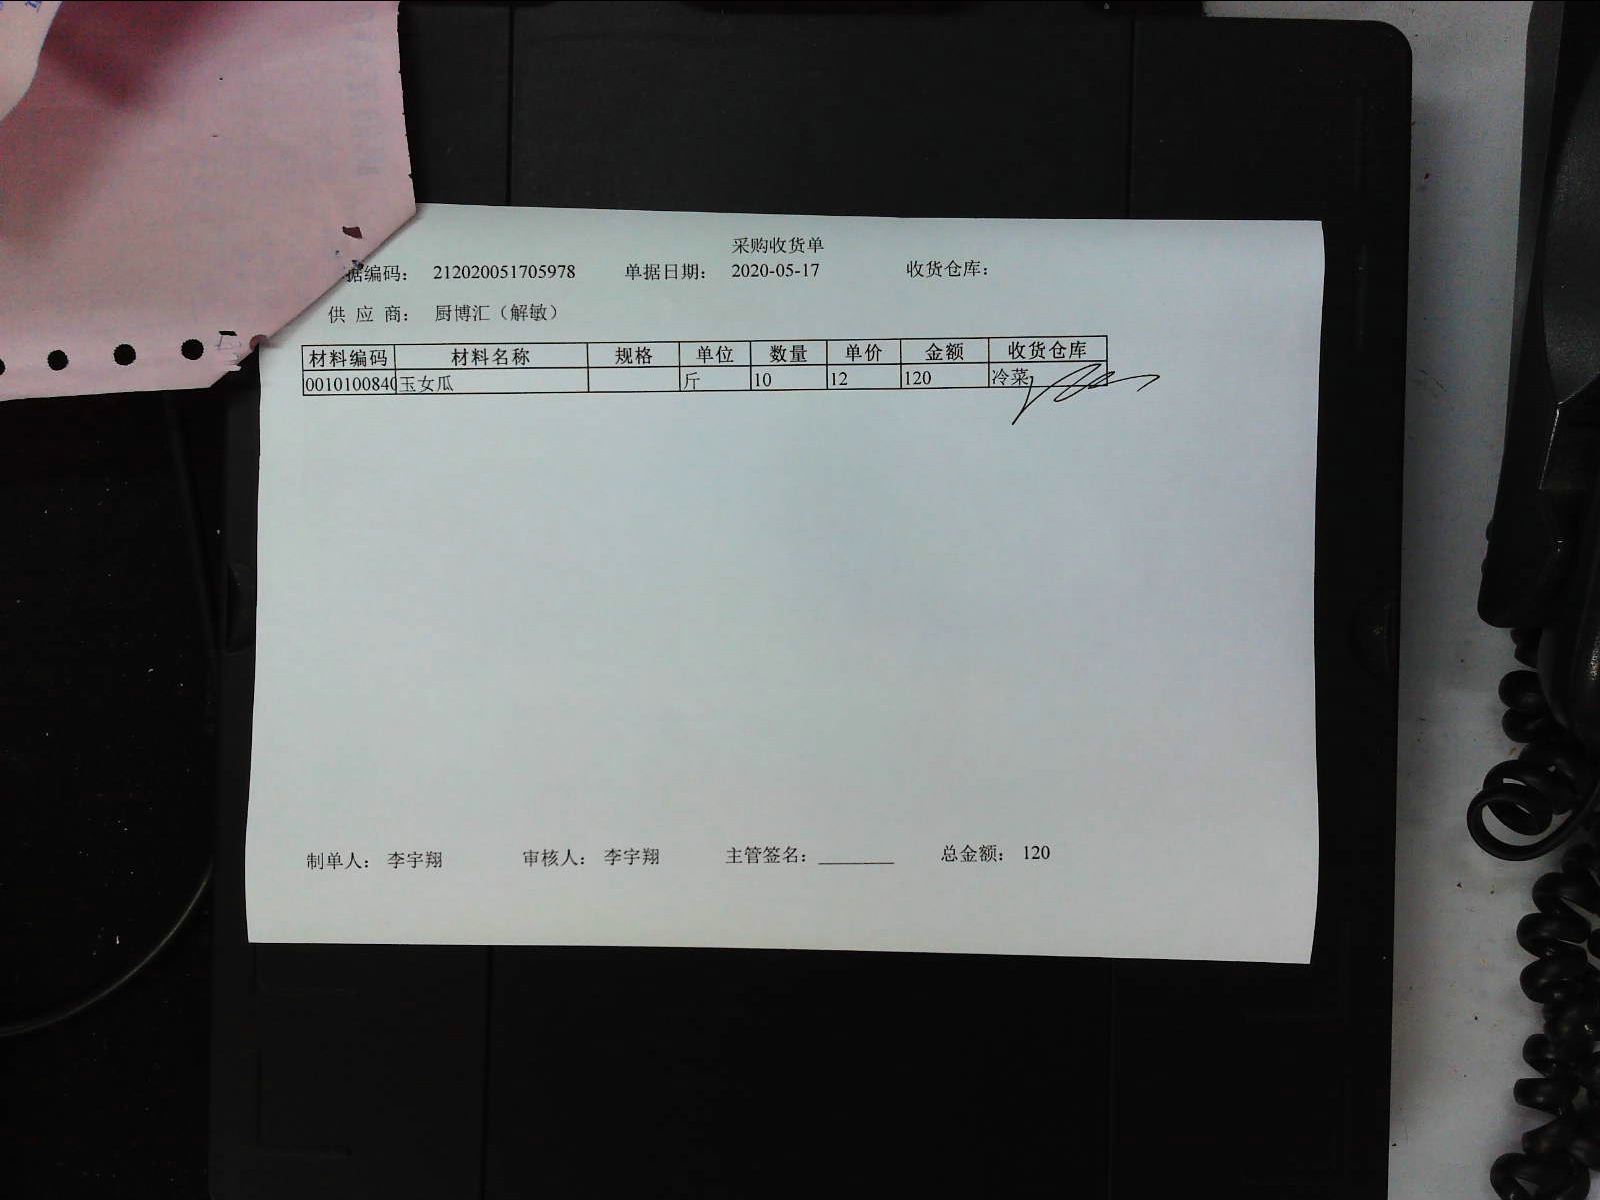 采购收货单
据编码： 212020051705978 单据日期： 2020-05-17 收货仓库：
供 应 商： 厨博汇（解敏）
材料编码 材料名称 规格 单位 数量 单价 金额 收货仓库
0010100840 玉女瓜 斤 10 12 120 冷菜
制单人： 李宇翔 审核人： 李宇翔 主管签名：________ 总金额： 120